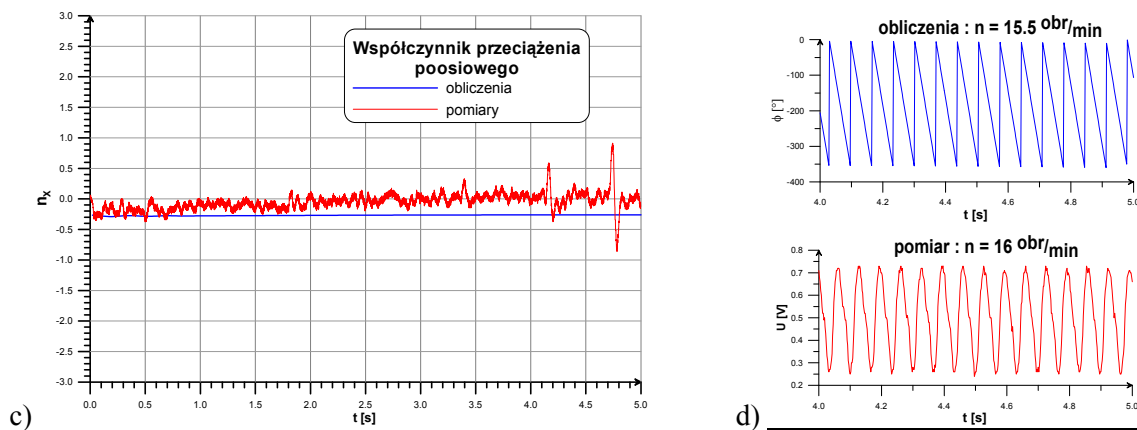 3.0
2.5
2.0
1.5
1.0
0.5
0.0
-0.5
-1.0
-1.5
-2.0
-2.5
-3.0
nx
Współczynnik przeciążenia
poosiowego
obliczenia
pomiary
0.0 0.5 1.0 1.5 2.0 2.5 3.0 3.5 4.0 4.5 5.0
t [s]
c)
obliczenia : n = 15.5 obr/min
0
-100
-200
-300
-400
ϕ [°]
4.0 4.2 4.4 4.6 4.8 5.0
t [s]
pomiar : n = 16 obr/min
0.8
0.7
0.6
0.5
0.4
0.3
0.2
U [V]
4.0 4.2 4.4 4.6 4.8 5.0
t [s]
d)